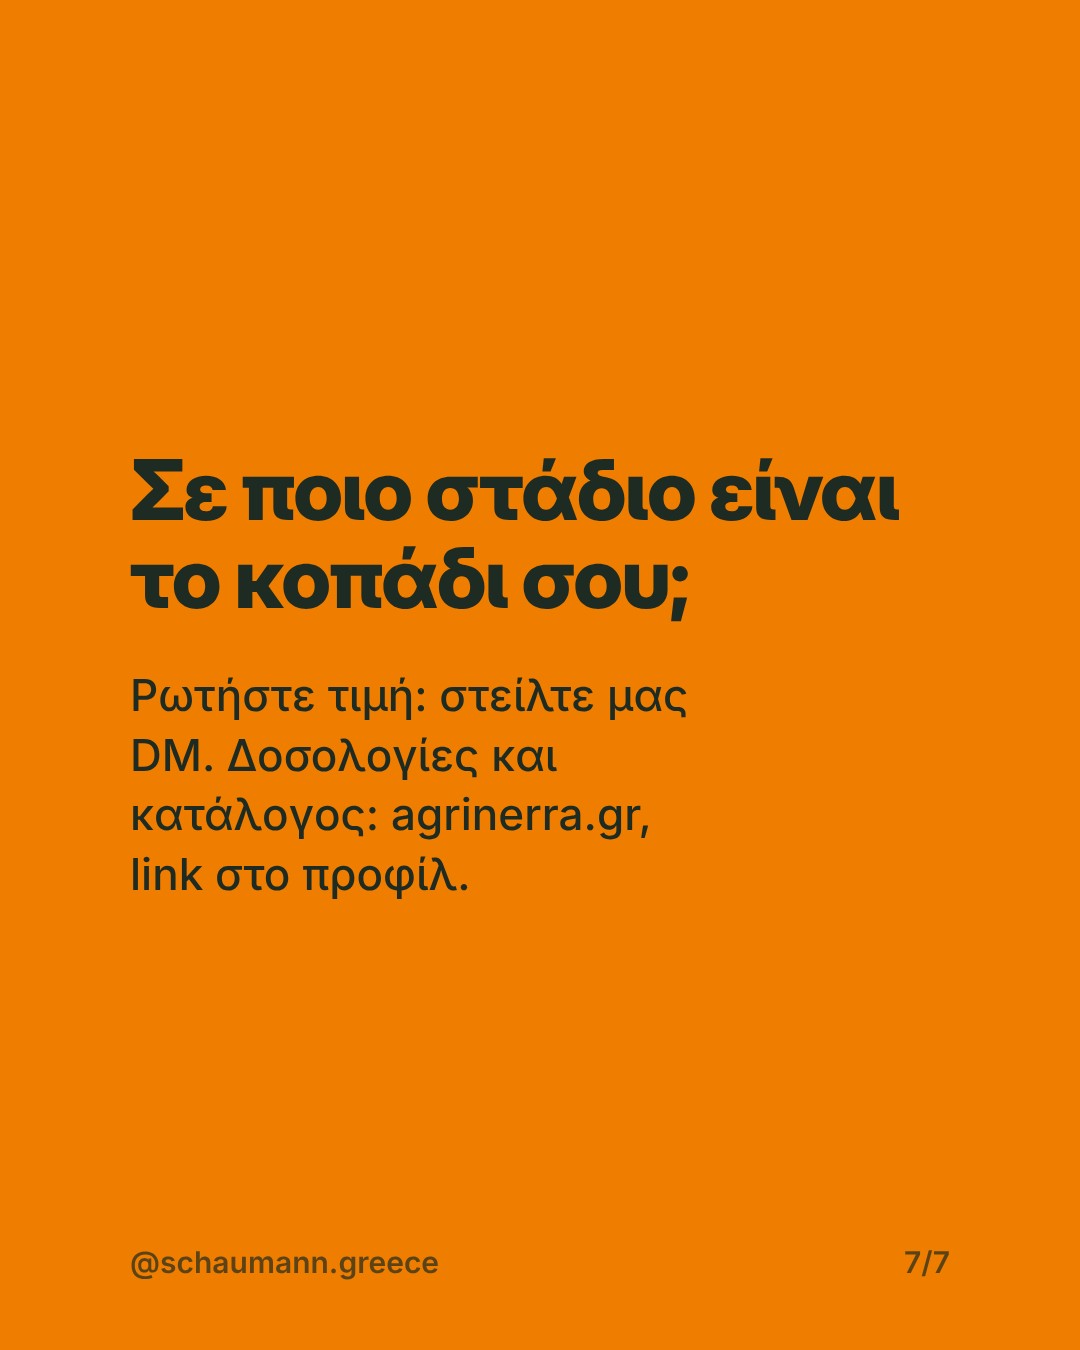 Σε ποιο στάδιο είναι
το κοπάδι σου;
Ρωτήστε τιμή: στείλτε μας
DM. Δοσολογίες και
κατάλογος: agrinerra.gr,
link στο προφίλ.
@schaumann.greece
7/7